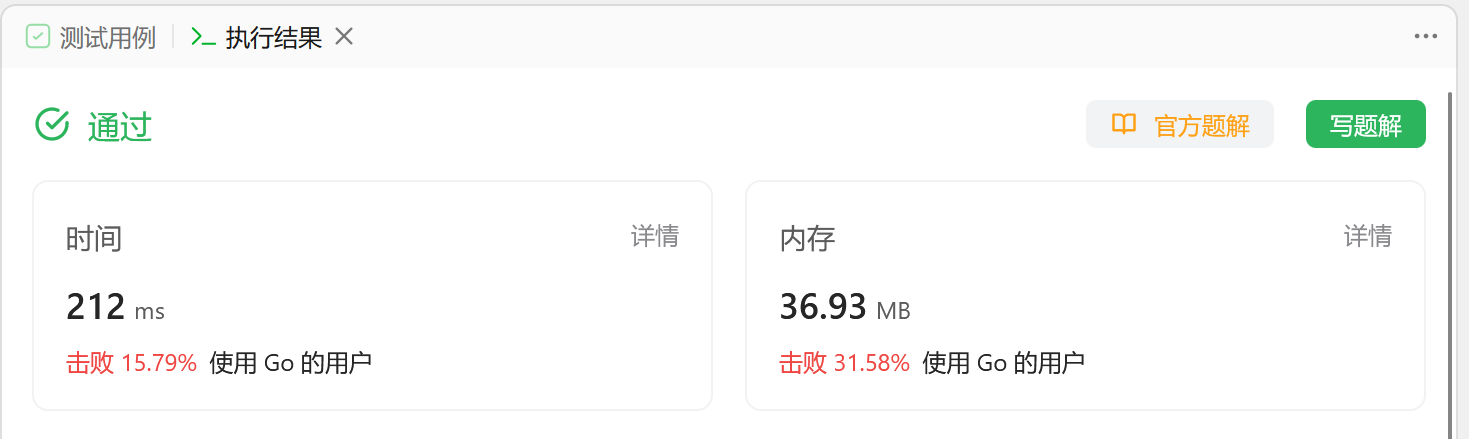 测试用例 执行结果
通过 官方题解 写题解
时间 详情
212 ms
击败 15.79% 使用 Go 的用户
内存 详情
36.93 MB
击败 31.58% 使用 Go 的用户